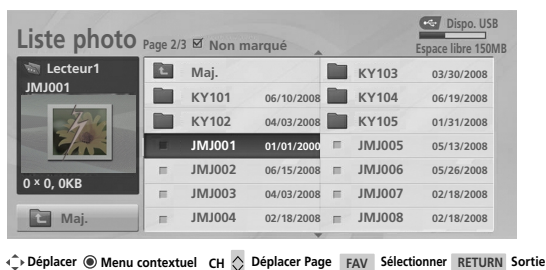 Liste photo Page 2/3 Non marqué
Dispo. USB
Espace libre 150MB
Lecteur1
JMJ001
0 × 0, 0KB
Maj.
Maj. KY103 03/30/2008
KY101 06/10/2008 KY104 06/19/2008
KY102 04/03/2008 KY105 01/31/2008
JMJ001 01/01/2000 JMJ005 05/13/2008
JMJ002 06/15/2008 JMJ006 05/26/2008
JMJ003 04/03/2008 JMJ007 02/18/2008
JMJ004 02/18/2008 JMJ008 02/18/2008
Déplacer Menu contextuel CH Déplacer Page FAV Sélectionner RETURN Sortie